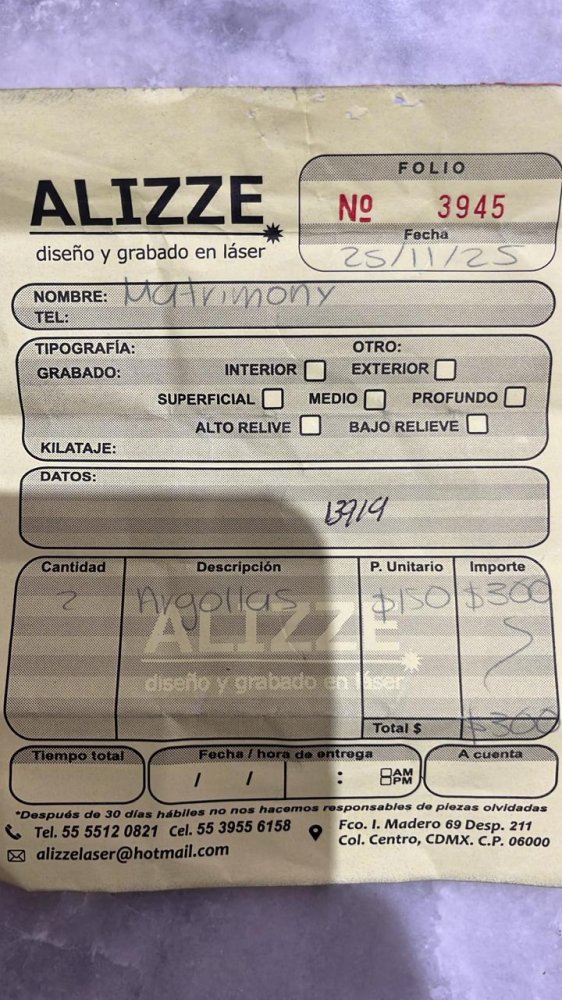 ALIZZE
diseño y grabado en láser
FOLIO
Nº 3945
Fecha
25/11/25
NOMBRE: Matrimony
TEL:
TIPOGRAFÍA: OTRO:
GRABADO: INTERIOR EXTERIOR
SUPERFICIAL MEDIO PROFUNDO
ALTO RELIVE BAJO RELIEVE
KILATAJE:
DATOS:
13919
Cantidad Descripción P. Unitario Importe
2 Argollas $150 $300
ALIZZE
diseño y grabado en láser
Total $ $300
Tiempo total Fecha / hora de entrega A cuenta
/ / : AM
PM
*Después de 30 días hábiles no nos hacemos responsables de piezas olvidadas
Tel. 55 5512 0821 Cel. 55 3955 6158 Fco. I. Madero 69 Desp. 211
alizzelaser@hotmail.com Col. Centro, CDMX. C.P. 06000